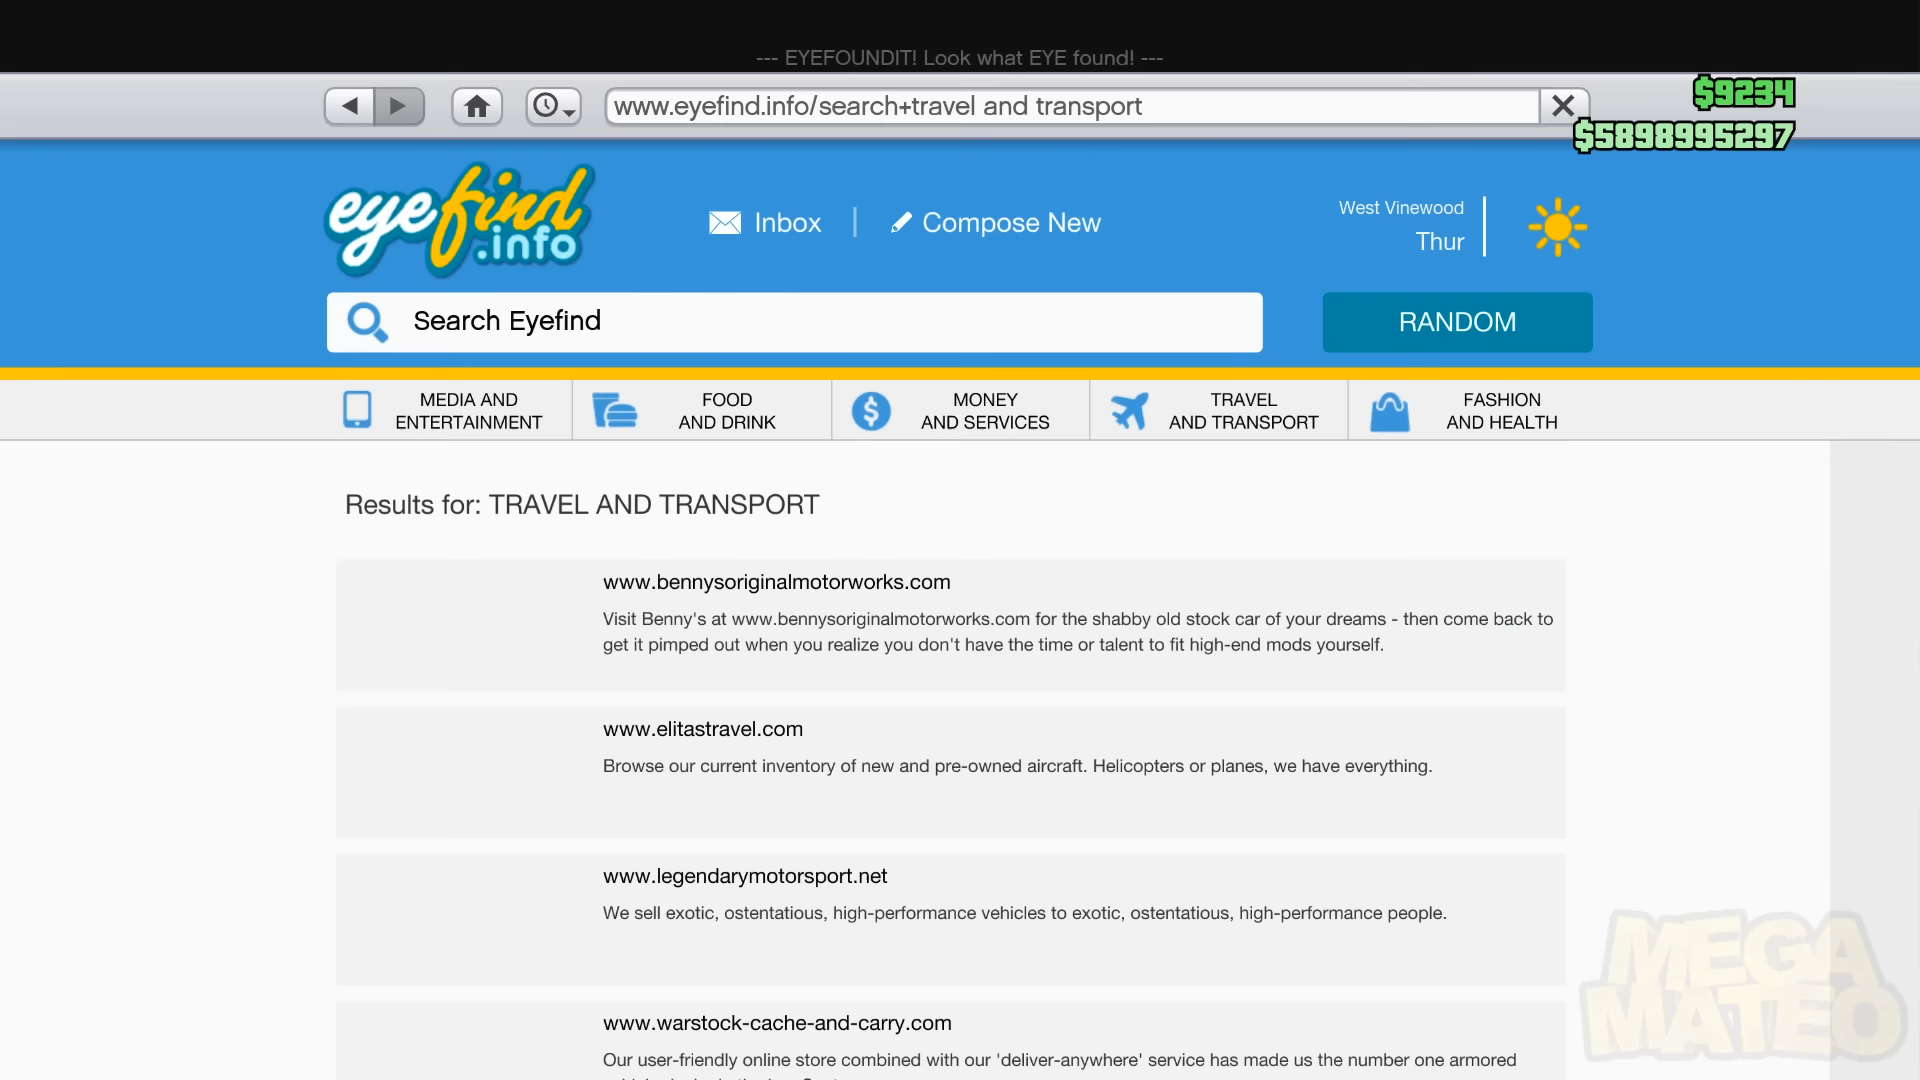 --- EYEFOUNDIT! Look what EYE found! ---
www.eyefind.info/search+travel and transport
$9234
$5898995297
eyefind
.info
Inbox
Compose New
West Vinewood
Thur
Search Eyefind
RANDOM
MEDIA AND
ENTERTAINMENT
FOOD
AND DRINK
MONEY
AND SERVICES
TRAVEL
AND TRANSPORT
FASHION
AND HEALTH
Results for: TRAVEL AND TRANSPORT
www.bennysoriginalmotorworks.com
Visit Benny's at www.bennysoriginalmotorworks.com for the shabby old stock car of your dreams - then come back to
get it pimped out when you realize you don't have the time or talent to fit high-end mods yourself.
www.elitastravel.com
Browse our current inventory of new and pre-owned aircraft. Helicopters or planes, we have everything.
www.legendarymotorsport.net
We sell exotic, ostentatious, high-performance vehicles to exotic, ostentatious, high-performance people.
www.warstock-cache-and-carry.com
Our user-friendly online store combined with our 'deliver-anywhere' service has made us the number one armored
MEGA
MATEO